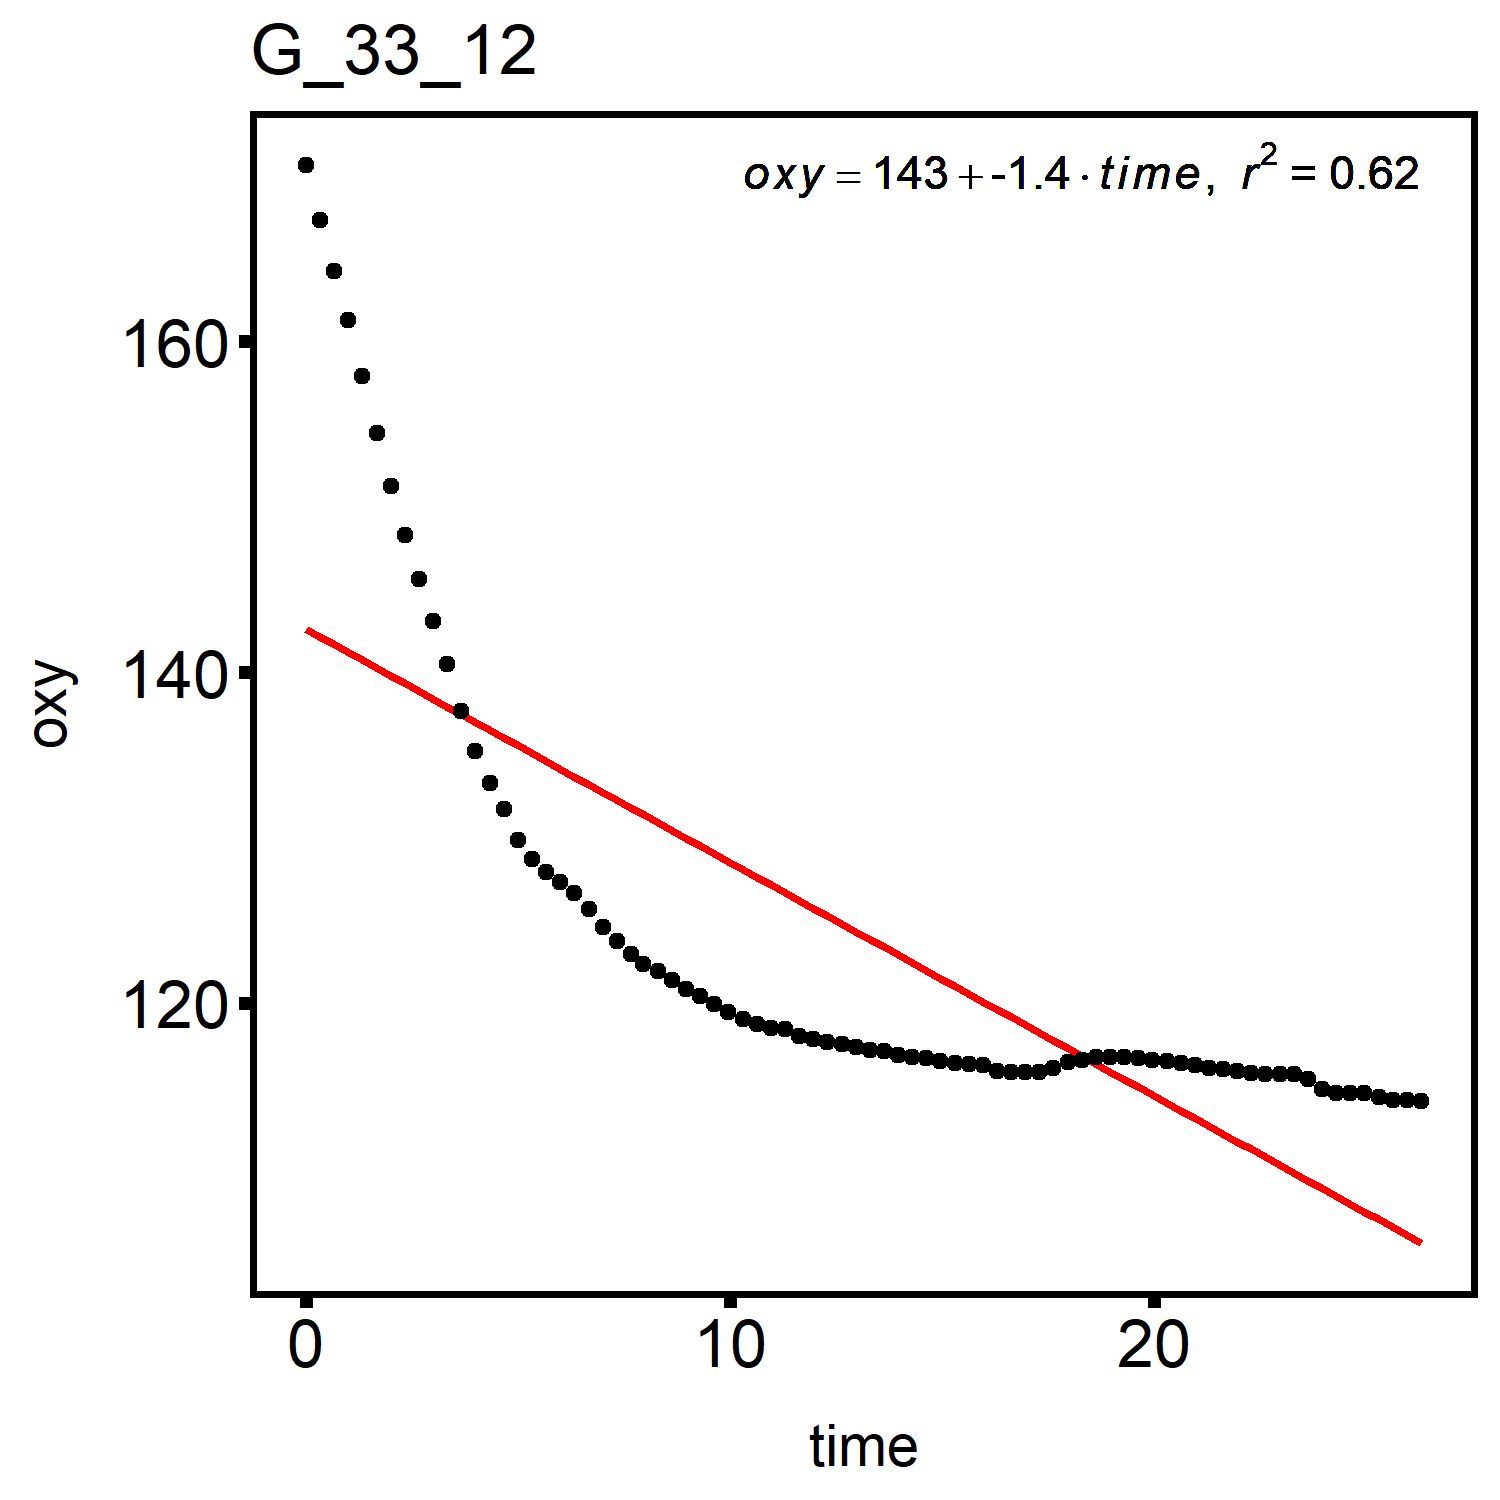 G_33_12
oxy = 143 + -1.4 · time, r² = 0.62
160
140
120
oxy
0 10 20
time